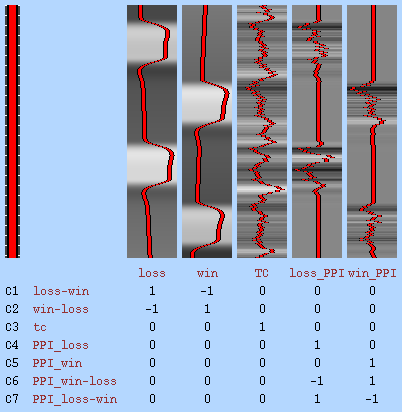 loss win TC loss_PPI win_PPI
C1 loss-win 1 -1 0 0 0
C2 win-loss -1 1 0 0 0
C3 tc 0 0 1 0 0
C4 PPI_loss 0 0 0 1 0
C5 PPI_win 0 0 0 0 1
C6 PPI_win-loss 0 0 0 -1 1
C7 PPI_loss-win 0 0 0 1 -1